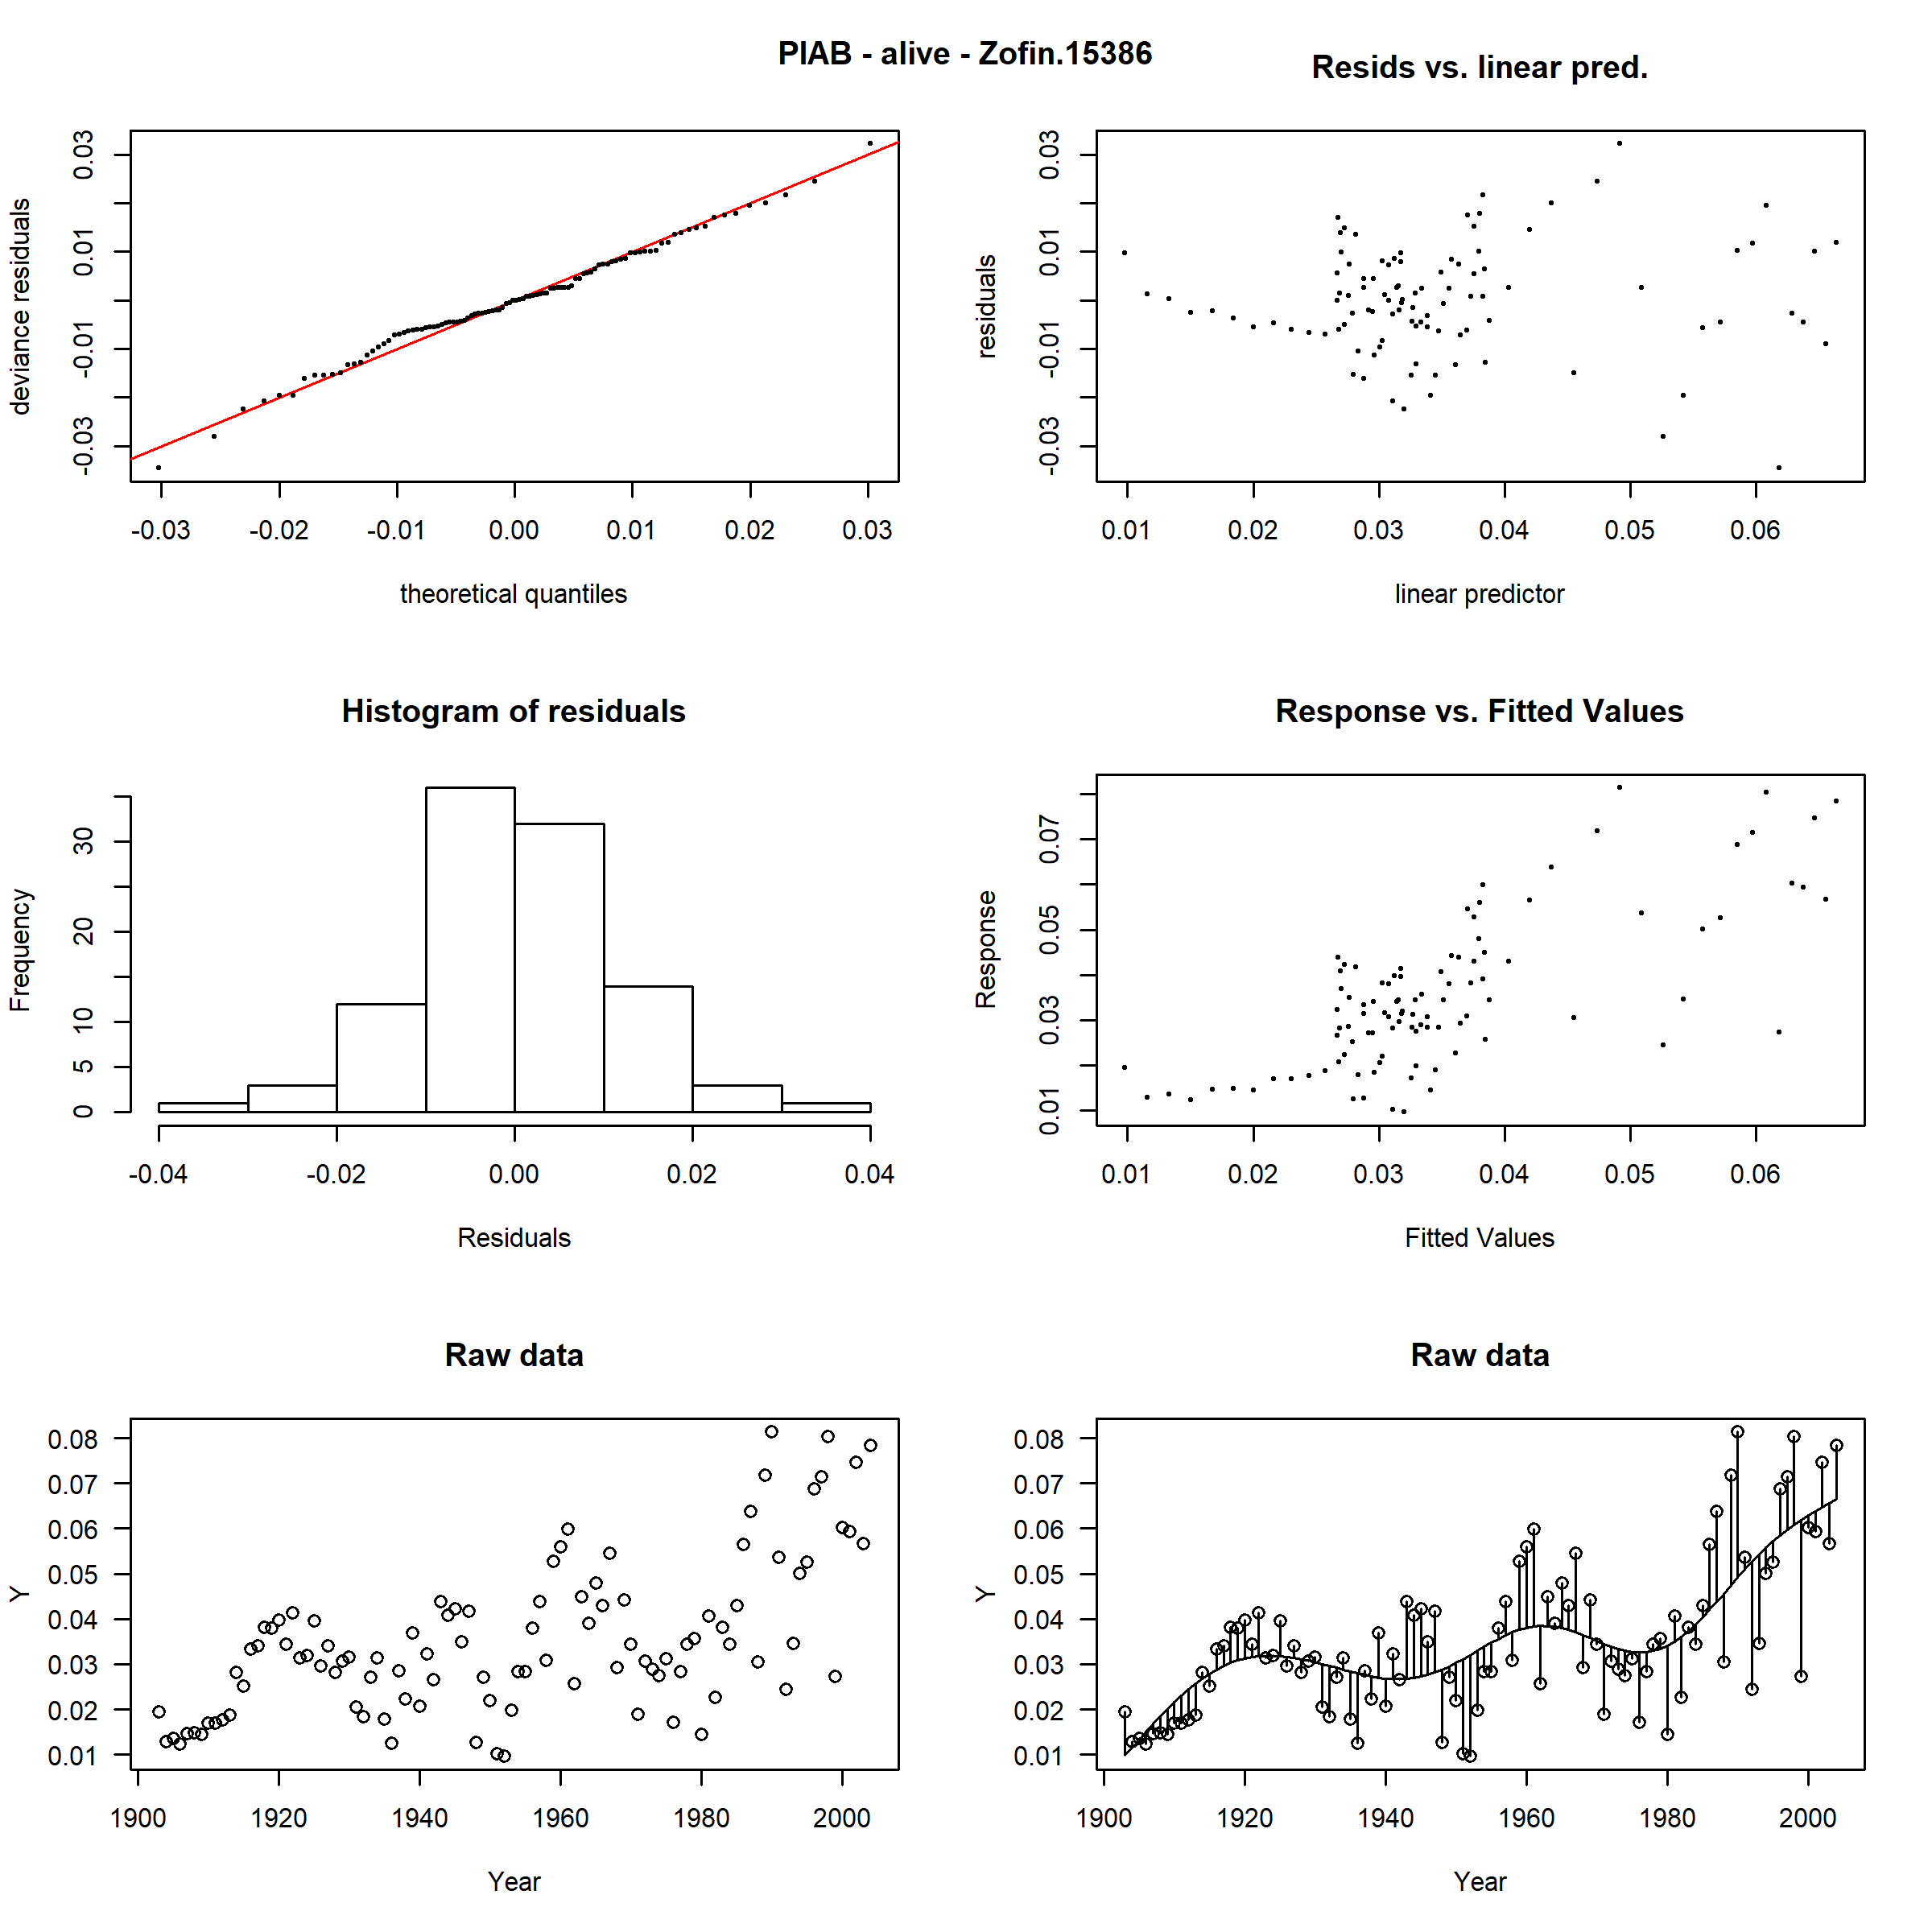 PIAB - alive - Zofin.15386
Resids vs. linear pred.
deviance residuals
-0.03 -0.01 0.01 0.03
-0.03 -0.02 -0.01 0.00 0.01 0.02 0.03
theoretical quantiles
residuals
-0.03 -0.01 0.01 0.03
0.01 0.02 0.03 0.04 0.05 0.06
linear predictor
Histogram of residuals
Frequency
0 5 10 20 30
-0.04 -0.02 0.00 0.02 0.04
Residuals
Response vs. Fitted Values
Response
0.01 0.03 0.05 0.07
0.01 0.02 0.03 0.04 0.05 0.06
Fitted Values
Raw data
Y
0.08
0.07
0.06
0.05
0.04
0.03
0.02
0.01
1900 1920 1940 1960 1980 2000
Year
Raw data
Y
0.08
0.07
0.06
0.05
0.04
0.03
0.02
0.01
1900 1920 1940 1960 1980 2000
Year